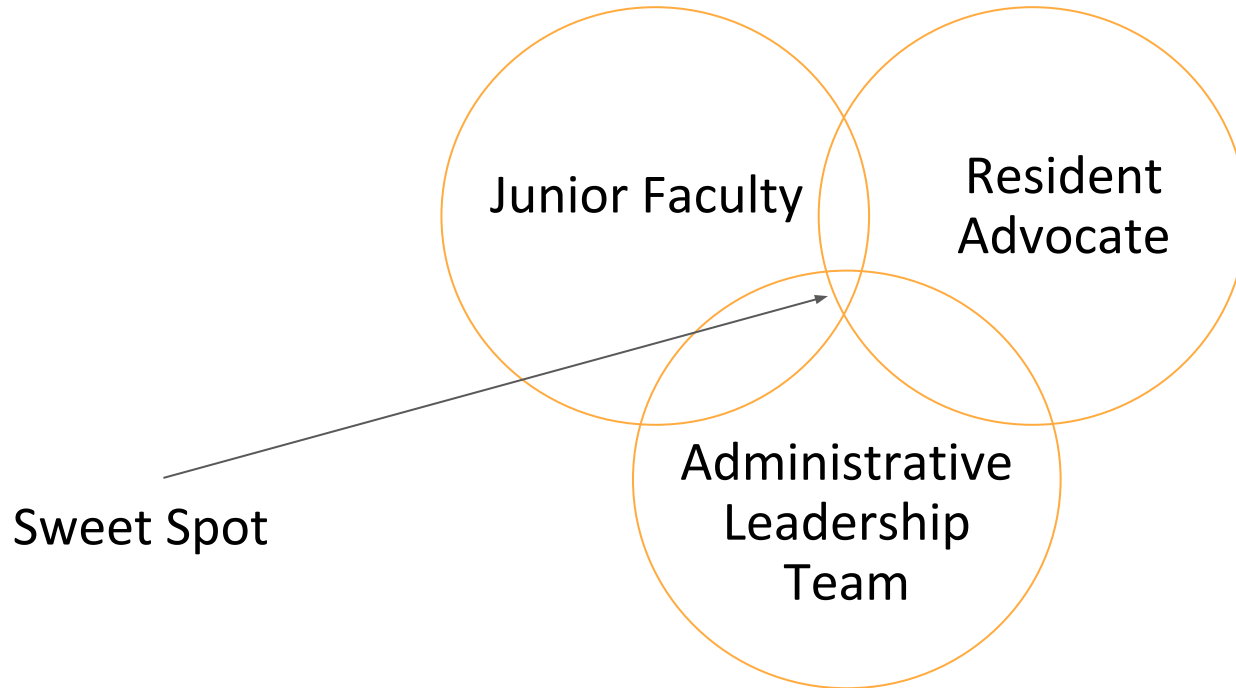 Junior Faculty
Resident
Advocate
Administrative
Leadership
Team
Sweet Spot